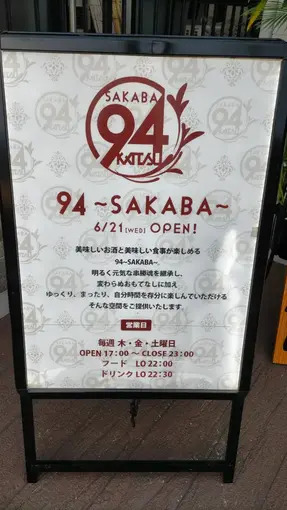 SAKABA
94
KATSU
94 ~SAKABA~
6/21[WED] OPEN!
美味しいお酒と美味しい食事が楽しめる
94~SAKABA~。
明るく元気な串練魂を継承し、
変わらぬおもてなしに加え
ゆっくり、まったり、自分時間を存分に楽しんでいただける
そんな空間をご提供いたします。
営業日
毎週 木・金・土曜日
OPEN 17:00 ~ CLOSE 23:00
フード LO 22:00
ドリンク LO 22:30